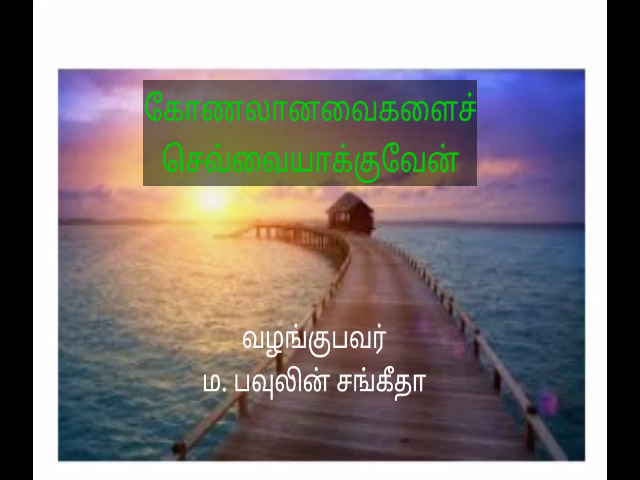 கோணலானவைகளைச்
செவ்வையாக்குவேன்
வழங்குபவர்
ம. பவுலின் சங்கீதா